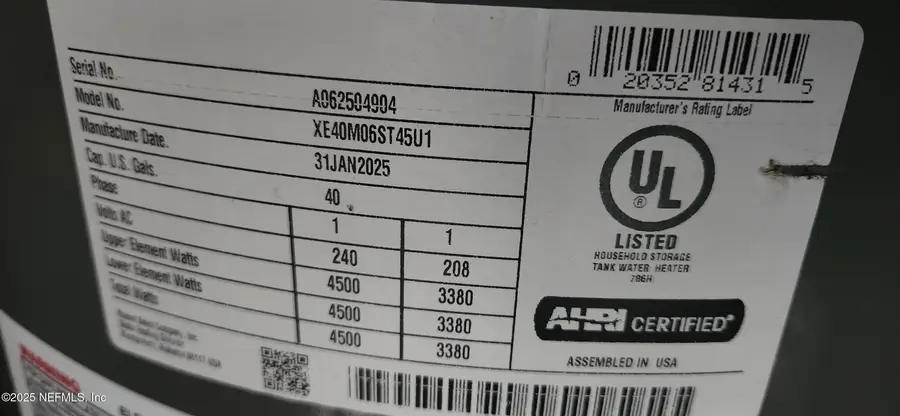 0 20352 81431 5
Manufacturer's Rating Label
Serial No. A062504904
Model No. XE40M06ST45U1
Manufacture Date. 31JAN2025
Cap. U.S. Gals. 40
Phase 1 1
Volts AC 240 208
Upper Element Watts 4500 3380
Lower Element Watts 4500 3380
Total Watts 4500 3380
UL
®
LISTED
HOUSEHOLD STORAGE
TANK WATER HEATER
786H
AHRI CERTIFIED®
ASSEMBLED IN USA
WARNING
©2025 NEFMLS, Inc.